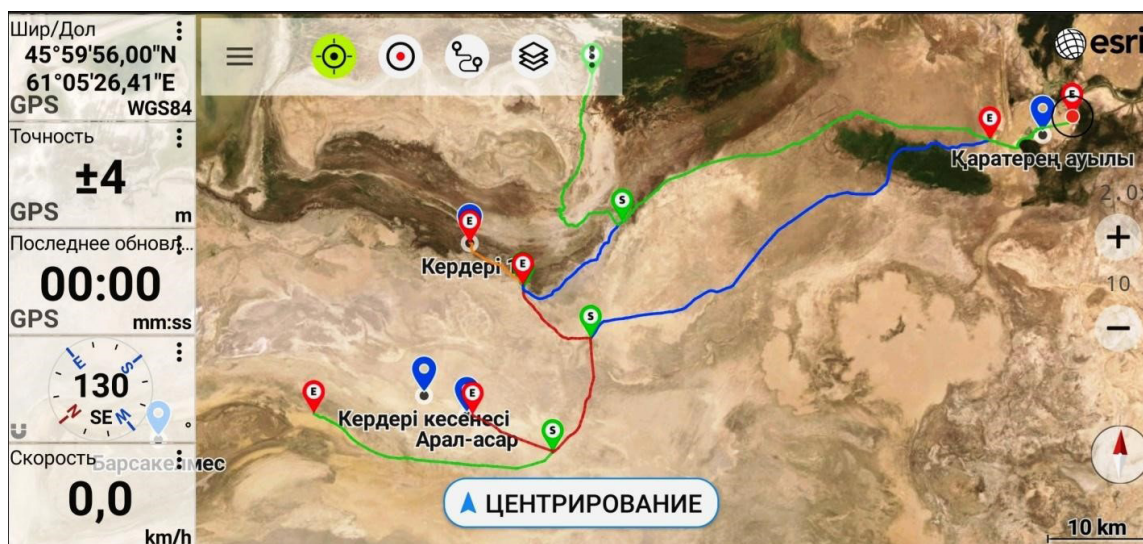 Шир/Дол
45°59'56,00"N
61°05'26,41"E
GPS WGS84
Точность
±4
GPS m
Последнее обновл...
00:00
GPS mm:ss
E S
130
N SE W
°
Скорость
0,0
km/h
esri
E
E
Қаратерең ауылы
2.0
S
E
Кердері 1
E
+
10
S
−
E
E
Кердері кесенесі
Арал-асар
S
Барсакелмес
ЦЕНТРИРОВАНИЕ
10 km